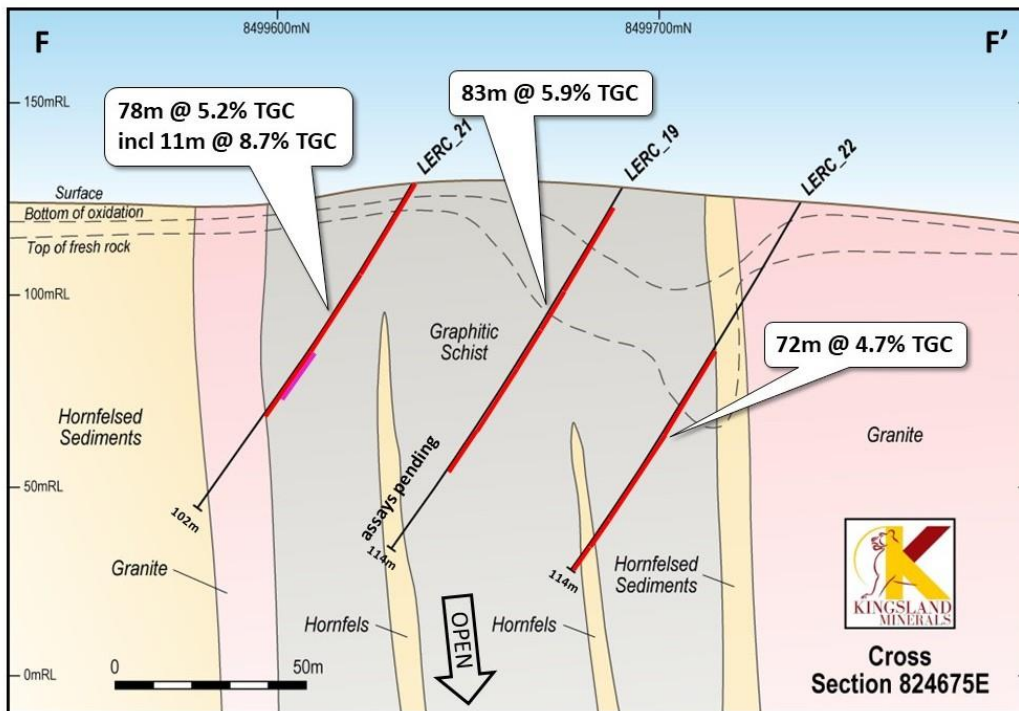 8499600mN
8499700mN
F
F'
150mRL
78m @ 5.2% TGC
incl 11m @ 8.7% TGC
83m @ 5.9% TGC
LERC_21
LERC_19
LERC_22
Surface
Bottom of oxidation
Top of fresh rock
100mRL
Graphitic
Schist
72m @ 4.7% TGC
Hornfelsed
Sediments
Granite
50mRL
102m
assays pending
114m
114m
Granite
Hornfelsed
Sediments
Hornfels
OPEN
Hornfels
KINGSLAND
MINERALS
0mRL
0
50m
Cross
Section 824675E